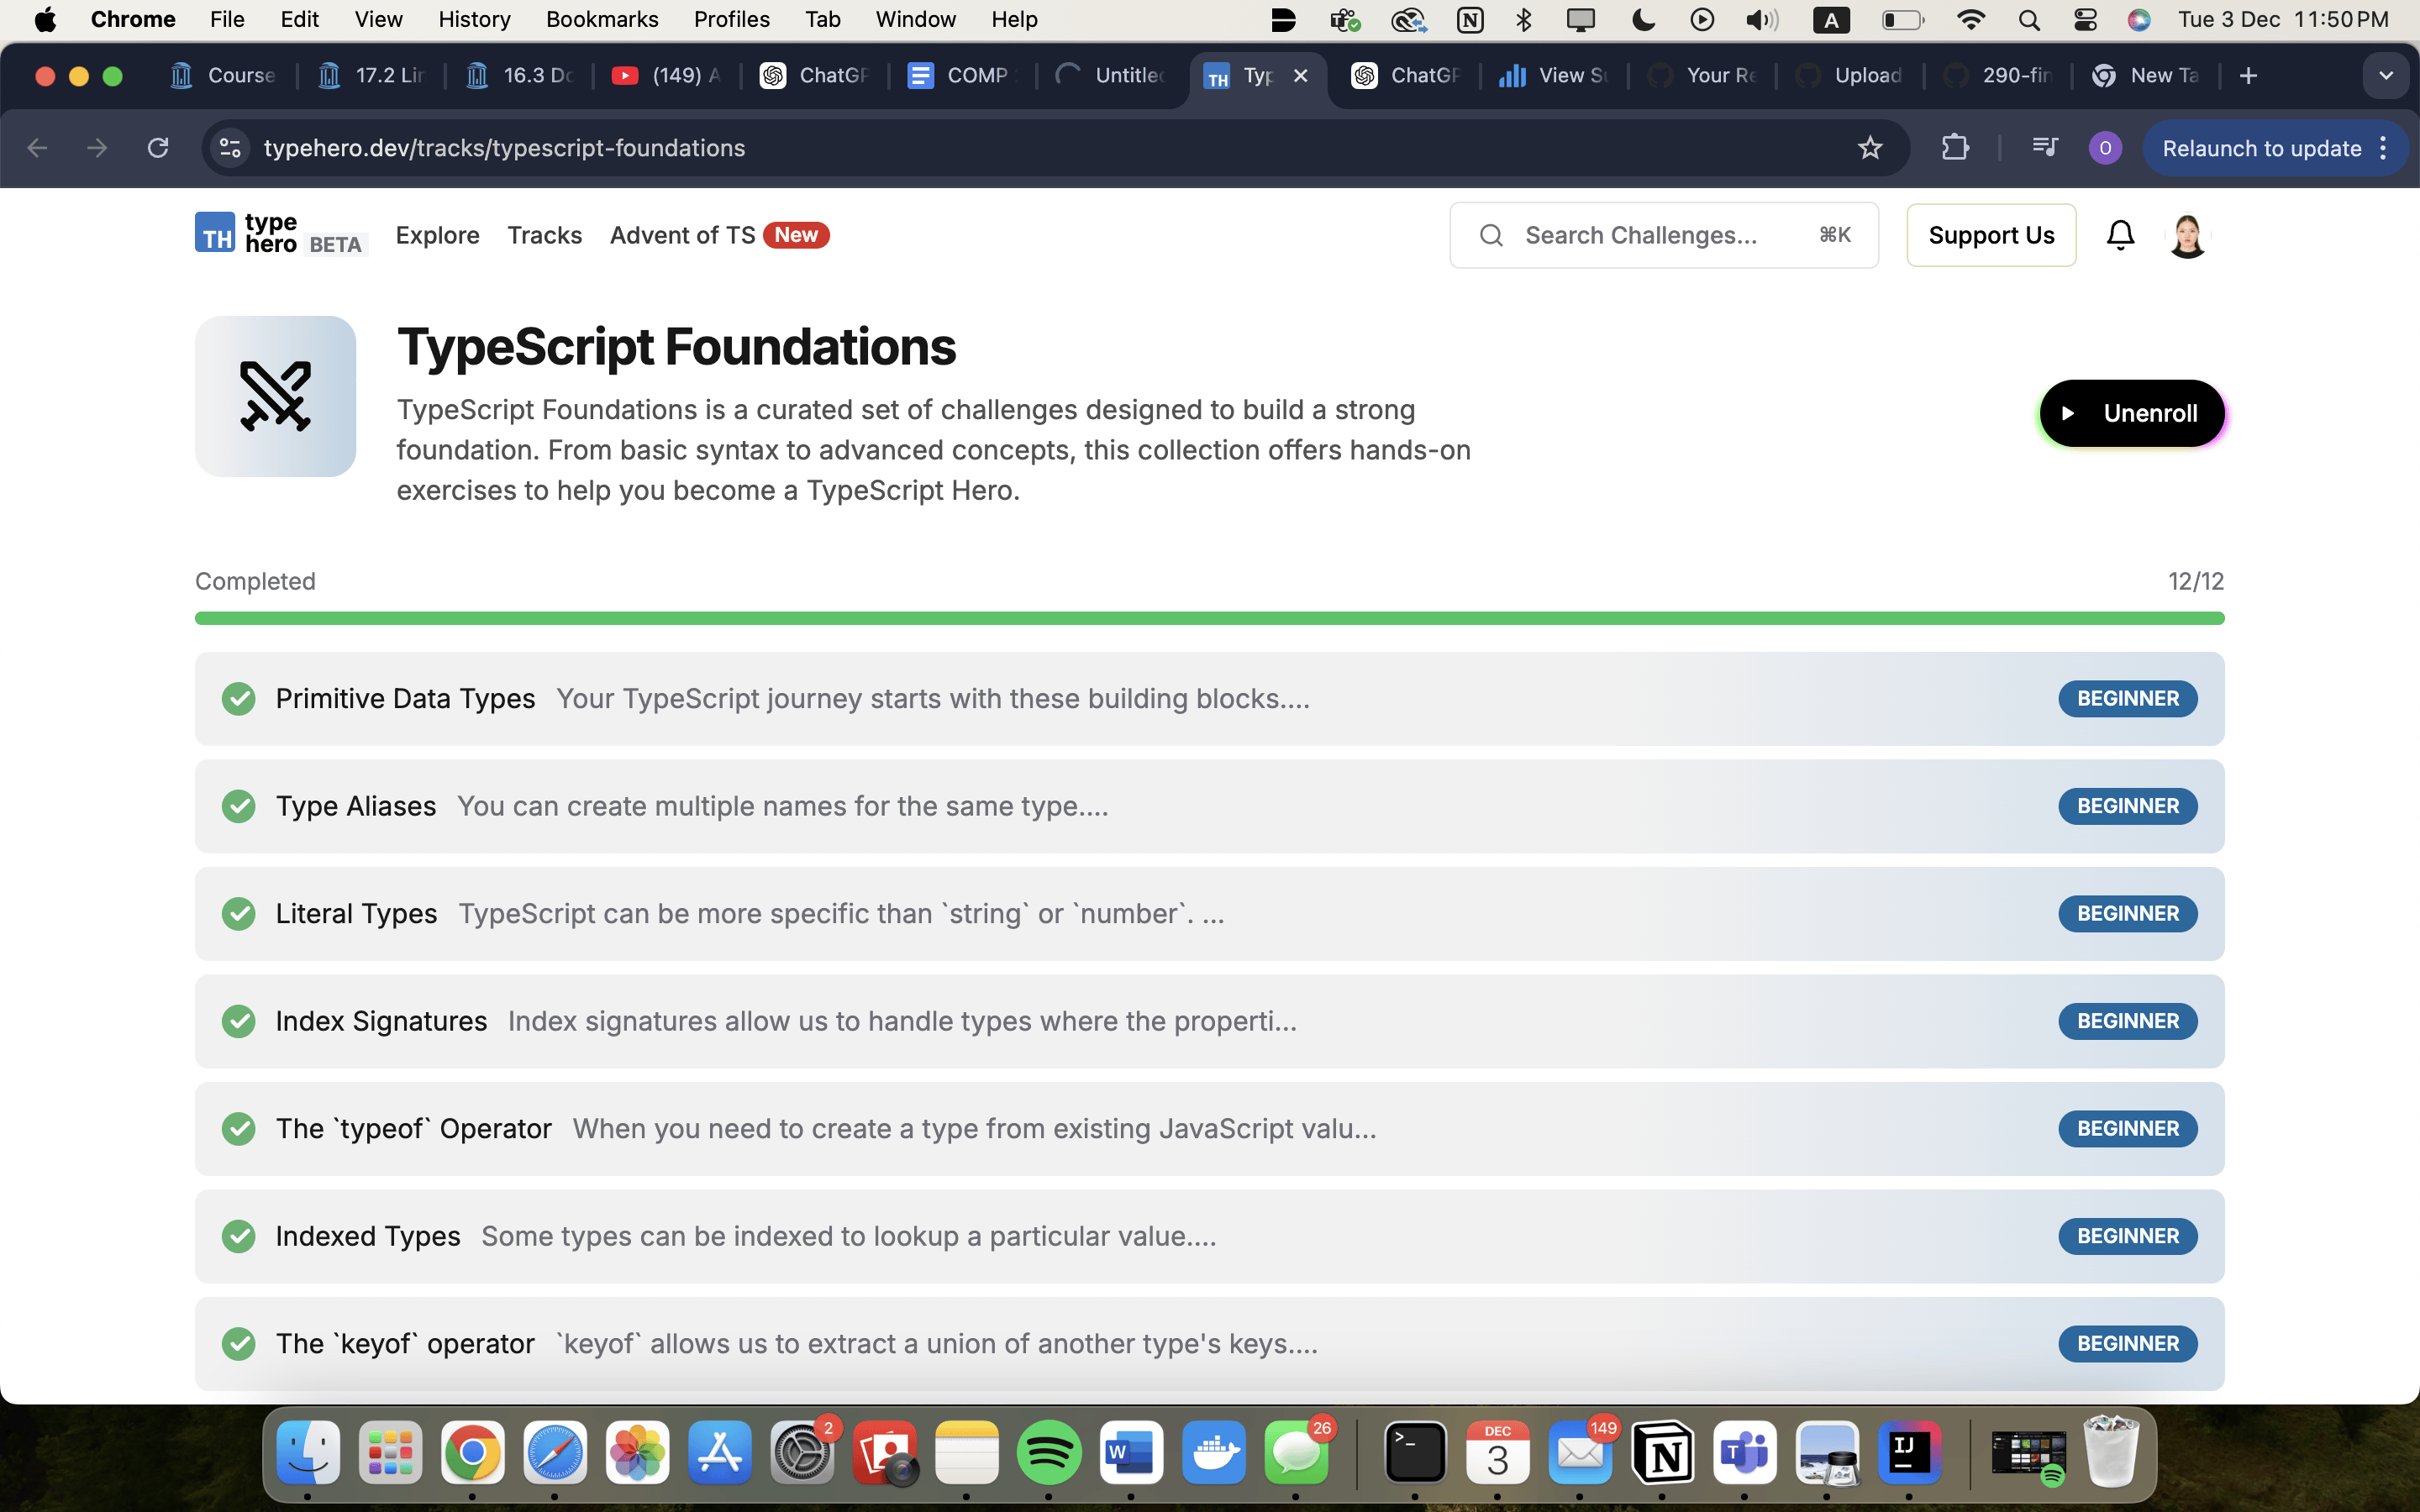 Chrome File Edit View History Bookmarks Profiles Tab Window Help A Tue 3 Dec 11:50 PM
Course 17.2 Lin 16.3 Do (149) A ChatGP COMP Untitled TH Typ ChatGP View Su Your Re Upload 290-fin New Ta
typehero.dev/tracks/typescript-foundations O Relaunch to update
TH type hero BETA Explore Tracks Advent of TS New Search Challenges... ⌘K Support Us
TypeScript Foundations
TypeScript Foundations is a curated set of challenges designed to build a strong
foundation. From basic syntax to advanced concepts, this collection offers hands-on
exercises to help you become a TypeScript Hero.
Unenroll
Completed 12/12
Primitive Data Types Your TypeScript journey starts with these building blocks.... BEGINNER
Type Aliases You can create multiple names for the same type.... BEGINNER
Literal Types TypeScript can be more specific than `string` or `number`. ... BEGINNER
Index Signatures Index signatures allow us to handle types where the properti... BEGINNER
The `typeof` Operator When you need to create a type from existing JavaScript valu... BEGINNER
Indexed Types Some types can be indexed to lookup a particular value.... BEGINNER
The `keyof` operator `keyof` allows us to extract a union of another type's keys.... BEGINNER
2 W 26 >_ DEC 3 149 N T IJ